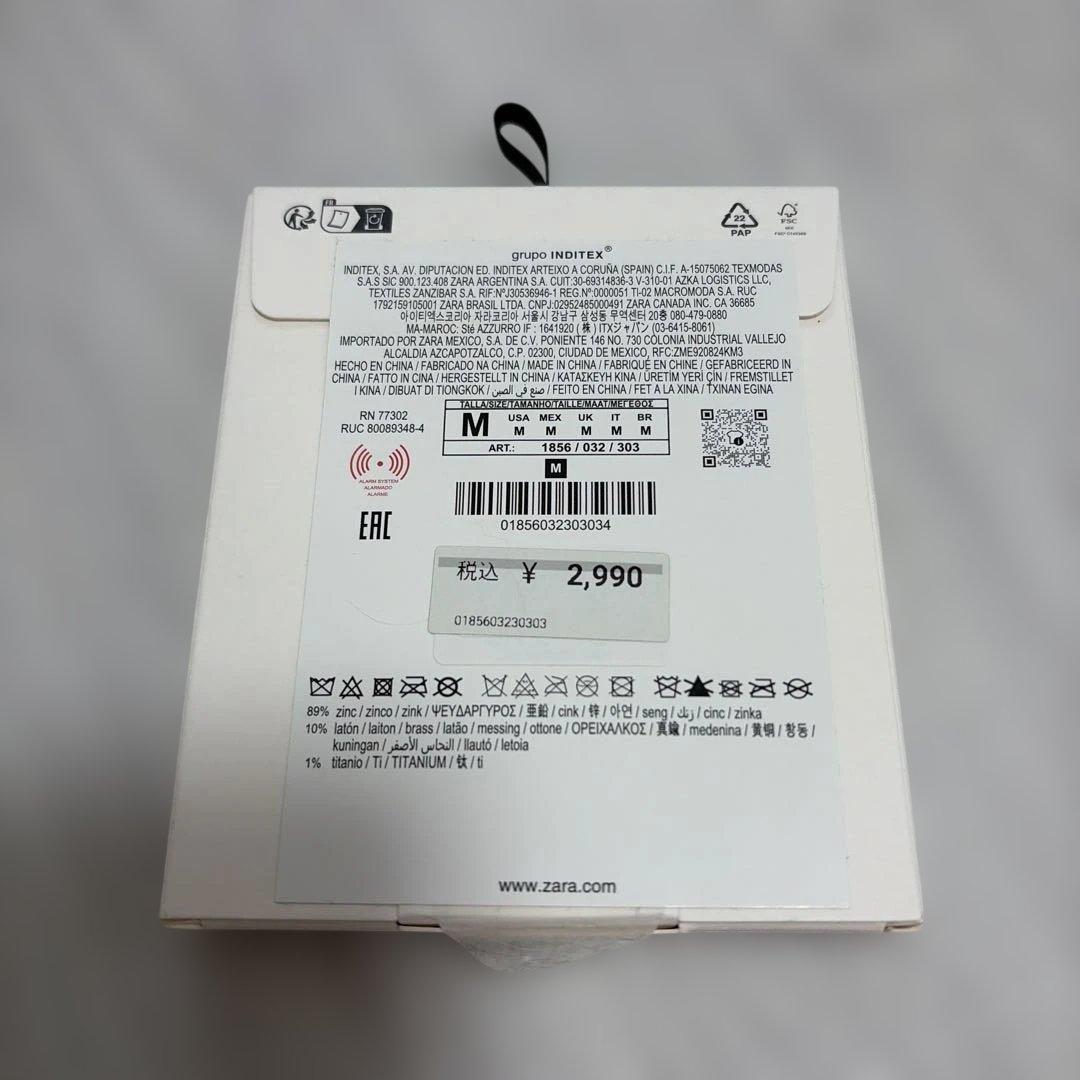 FR
22
PAP
FSC
grupo INDITEX®
INDITEX, S.A. AV. DIPUTACION ED. INDITEX ARTEIXO A CORUÑA (SPAIN) C.I.F. A-15075062 TEXMODAS
S.A.S SIC 900.123.408 ZARA ARGENTINA S.A. CUIT:30-69314836-3 V-310-01 AZKA LOGISTICS LLC,
TEXTILES ZANZIBAR S.A. RIF:NºJ30536946-1 REG.N°:0000051 TI-02 MACROMODA S.A. RUC
1792159105001 ZARA BRASIL LTDA. CNPJ:02952485000491 ZARA CANADA INC. CA 36685
아이티엑스코리아 자라코리아 서울시 강남구 삼성동 무역센터 20층 080-479-0880
MA-MAROC: Sté AZZURRO IF : 1641920 (株) ITXジャパン (03-6415-8061)
IMPORTADO POR ZARA MEXICO, S.A. DE C.V. PONIENTE 146 NO. 730 COLONIA INDUSTRIAL VALLEJO
ALCALDIA AZCAPOTZALCO, C.P. 02300, CIUDAD DE MEXICO, RFC:ZME920824KM3
HECHO EN CHINA / FABRICADO NA CHINA / MADE IN CHINA / FABRIQUÉ EN CHINE / GEFABRICEERD IN
CHINA / FATTO IN CINA / HERGESTELLT IN CHINA / ΚΑΤΑΣΚΕΥΗ ΚΙΝΑ / ÜRETİM YERİ ÇİN / FREMSTILLET
I KINA / DIBUAT DI TIONGKOK / صنع في الصين / FEITO EN CHINA / FET A LA XINA / TXINAN EGINA
RN 77302
RUC 80089348-4
TALLA/SIZE/TAMANHO/TAILLE/MAAT/ΜΕΓΕΘΟΣ
M USA MEX UK IT BR
M M M M M
ART.: 1856 / 032 / 303
M
ALARM SYSTEM
ALARMADO
ALARME
EAC
01856032303034
税込 ¥ 2,990
0185603230303
89% zinc / zinco / zink / ΨΕΥΔΑΡΓΥΡΟΣ / 亜鉛 / cink / 锌 / 아연 / seng / زنك / cinc / zinka
10% latón / laiton / brass / latão / messing / ottone / ΟΡΕΙΧΑΛΚΟΣ / 真鍮 / medenina / 黄铜 / 황동 /
kuningan / النحاس الأصفر / llautó / letoia
1% titanio / Ti / TITANIUM / 钛 / ti
www.zara.com